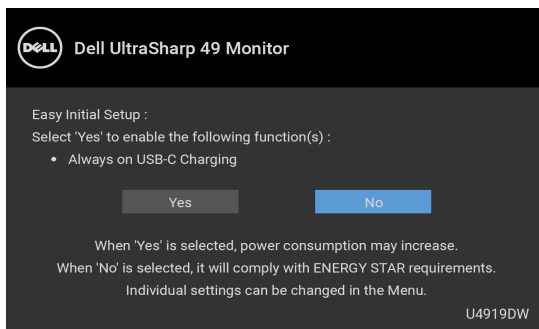 DELL
Dell UltraSharp 49 Monitor
Easy Initial Setup :
Select 'Yes' to enable the following function(s) :
• Always on USB-C Charging
Yes No
When 'Yes' is selected, power consumption may increase.
When 'No' is selected, it will comply with ENERGY STAR requirements.
Individual settings can be changed in the Menu.
U4919DW